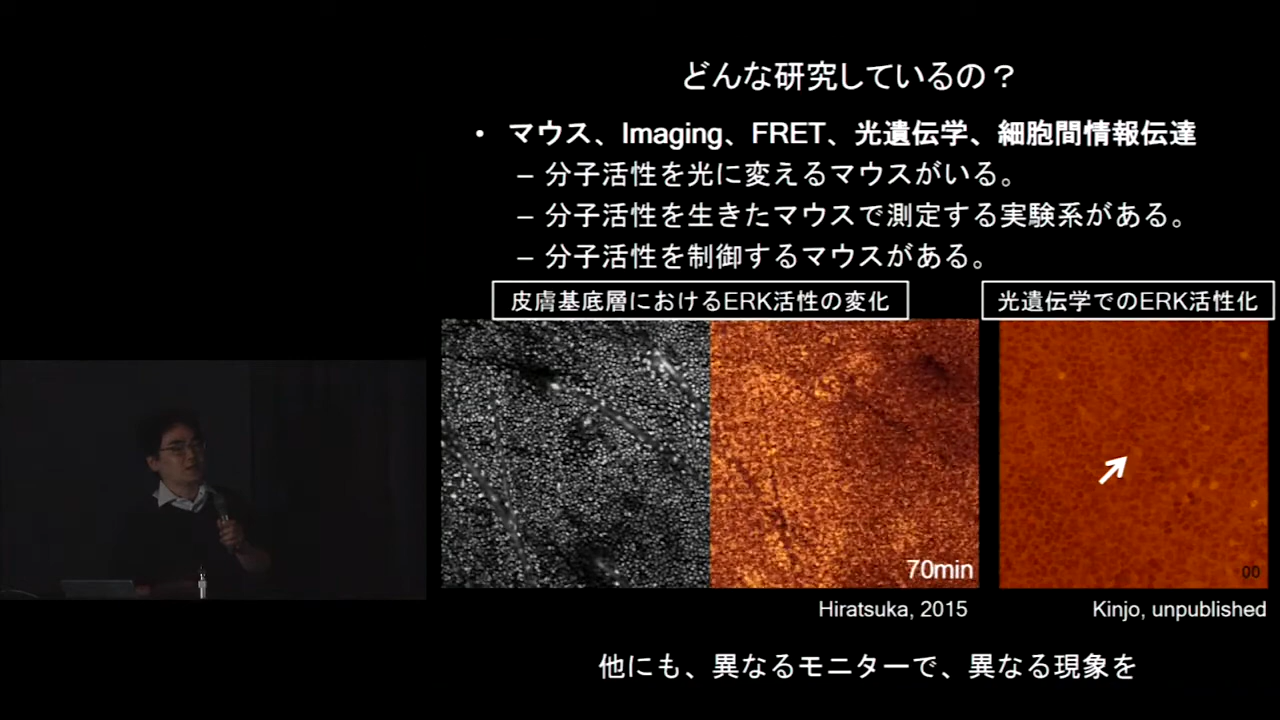 どんな研究しているの？
• マウス、Imaging、FRET、光遺伝学、細胞間情報伝達
– 分子活性を光に変えるマウスがいる。
– 分子活性を生きたマウスで測定する実験系がある。
– 分子活性を制御するマウスがある。
皮膚基底層におけるERK活性の変化
光遺伝学でのERK活性化
70min
00
Hiratsuka, 2015
Kinjo, unpublished
他にも、異なるモニターで、異なる現象を